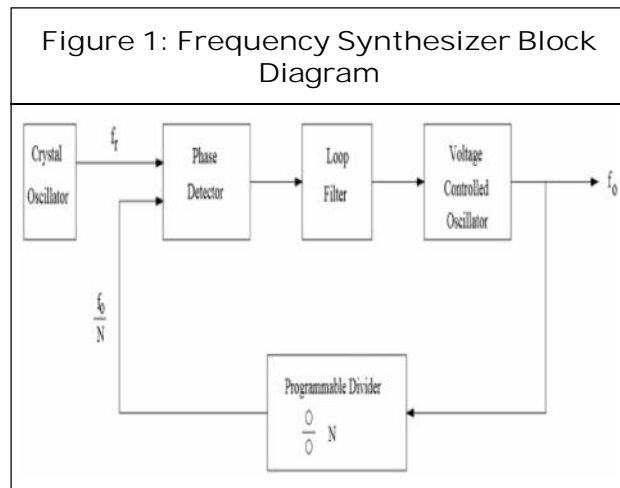 Figure 1: Frequency Synthesizer Block
Diagram
Crystal
Oscillator
fr
Phase
Detector
Loop
Filter
Voltage
Controlled
Oscillator
fo
fo
N
Programmable Divider
÷ N